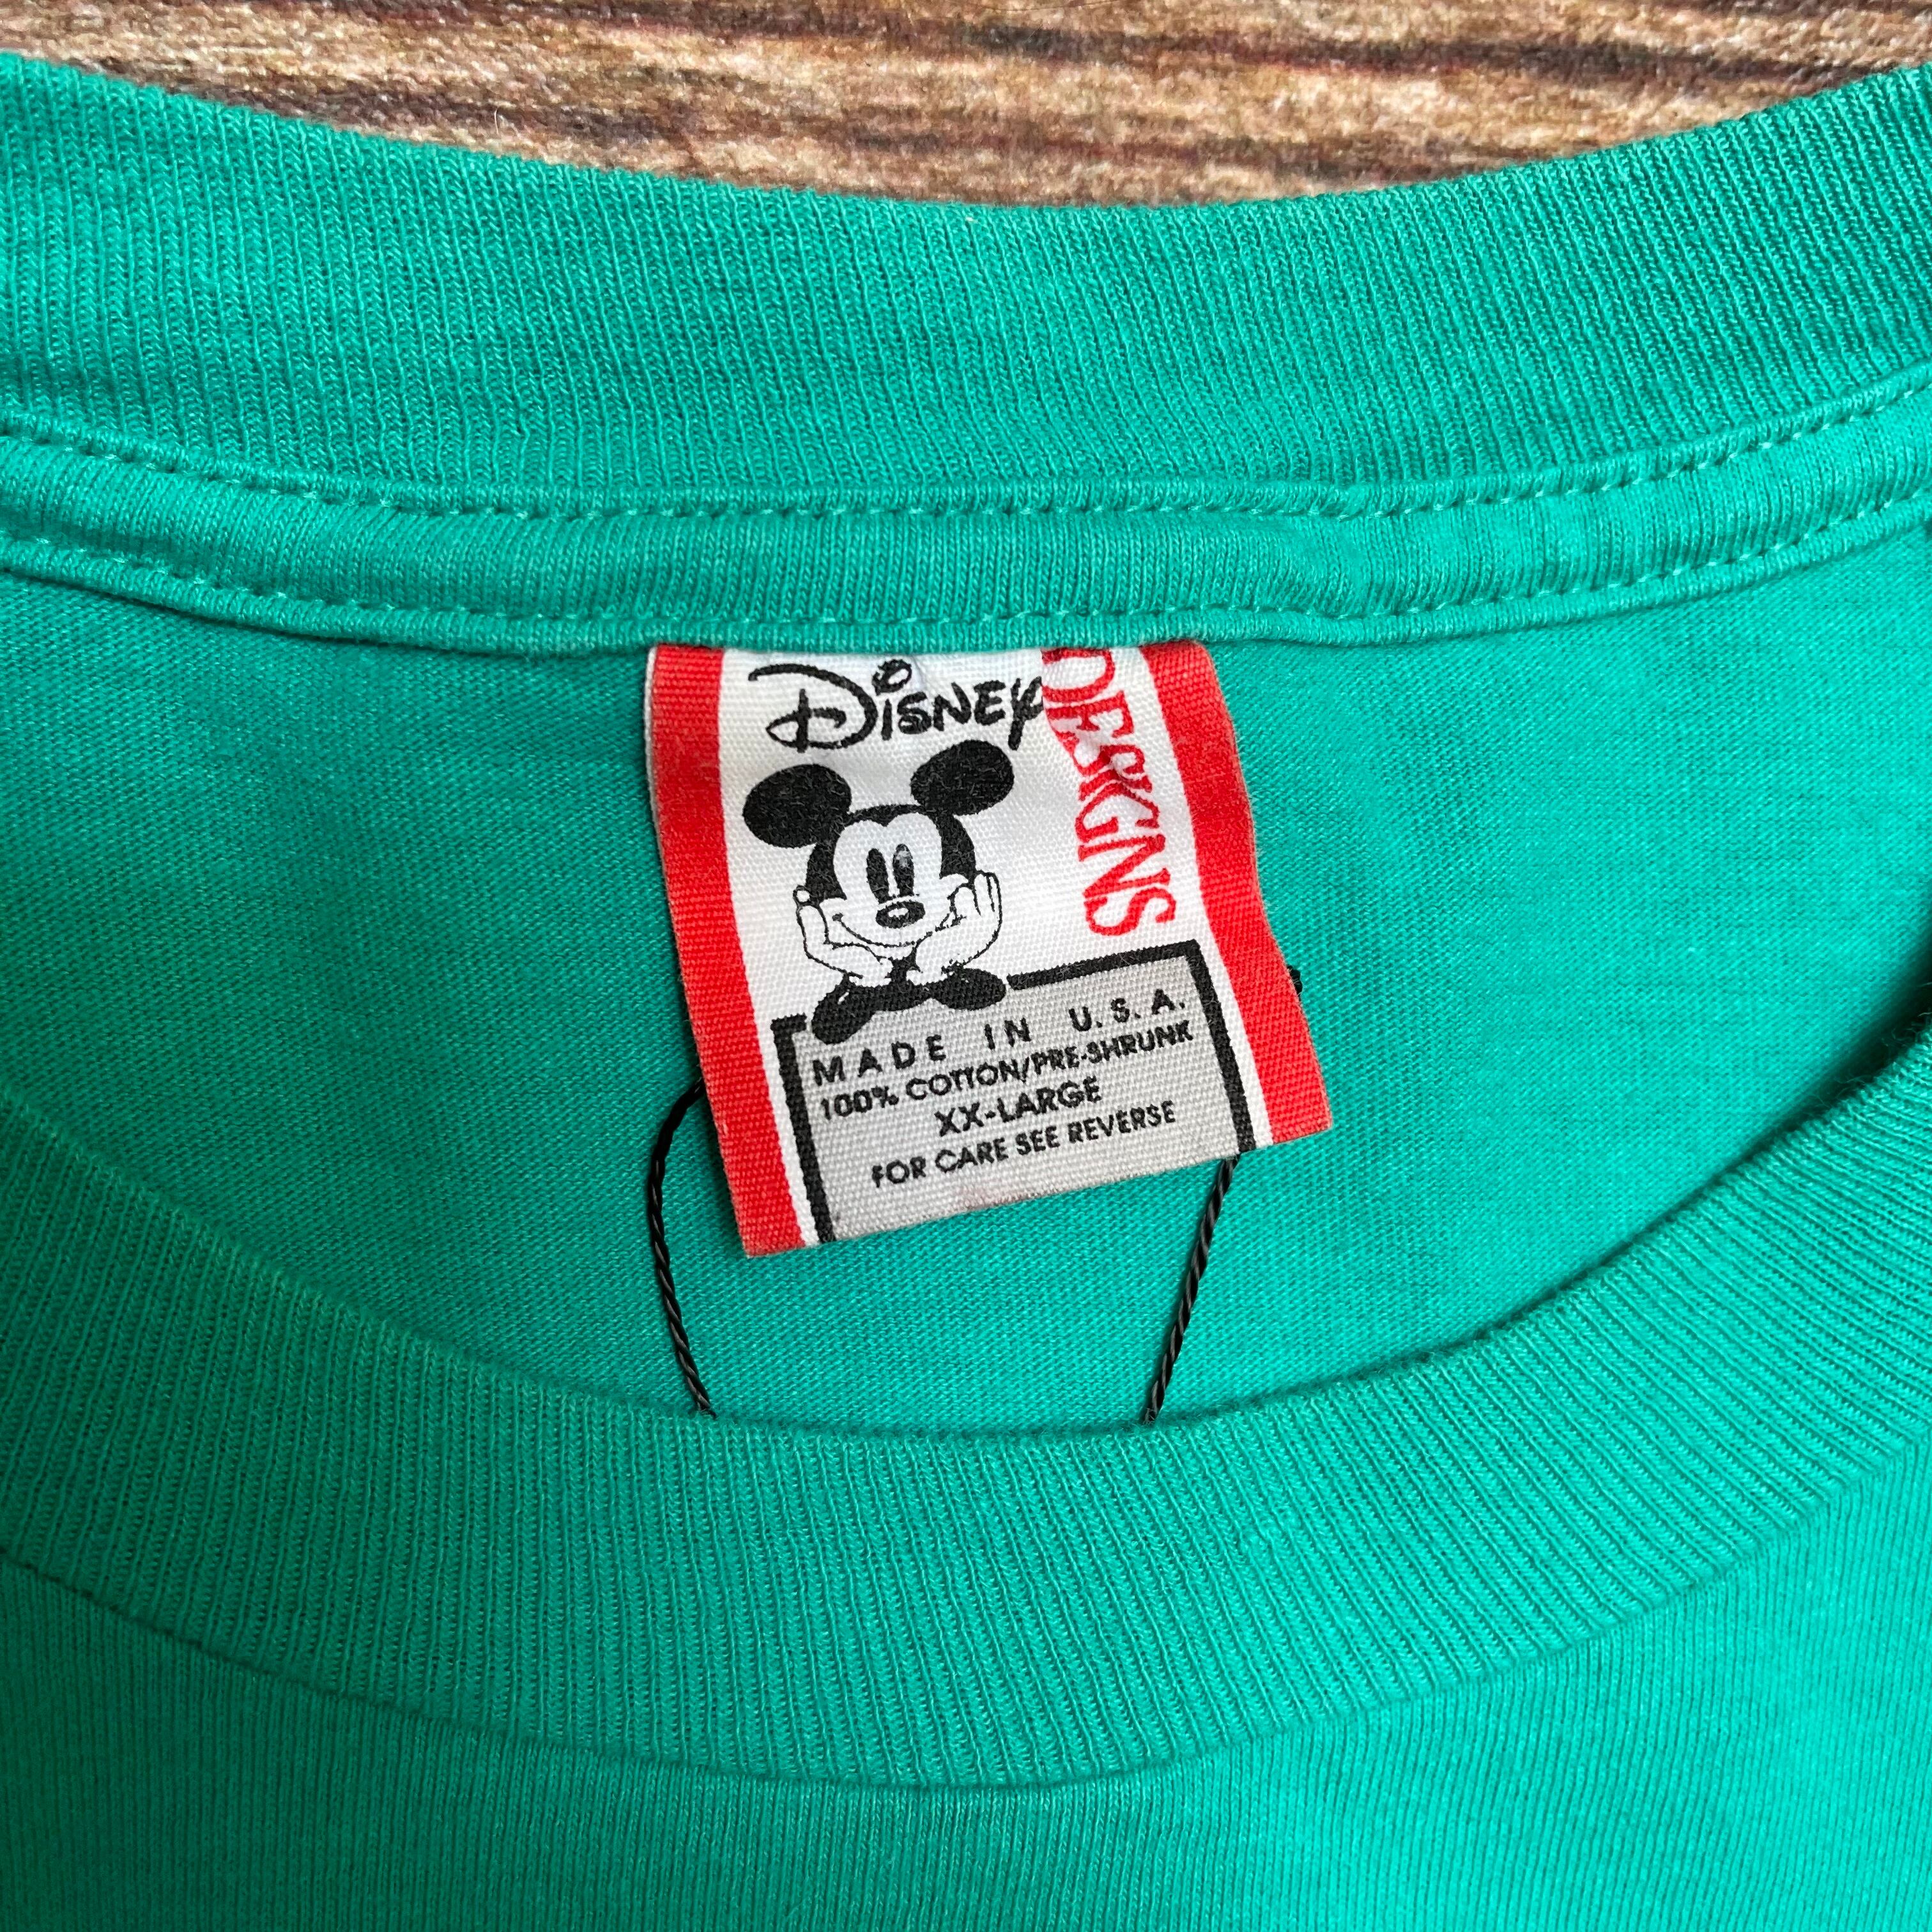 Disney
DESIGNS
MADE IN U.S.A.
100% COTTON/PRE-SHRUNK
XX-LARGE
FOR CARE SEE REVERSE